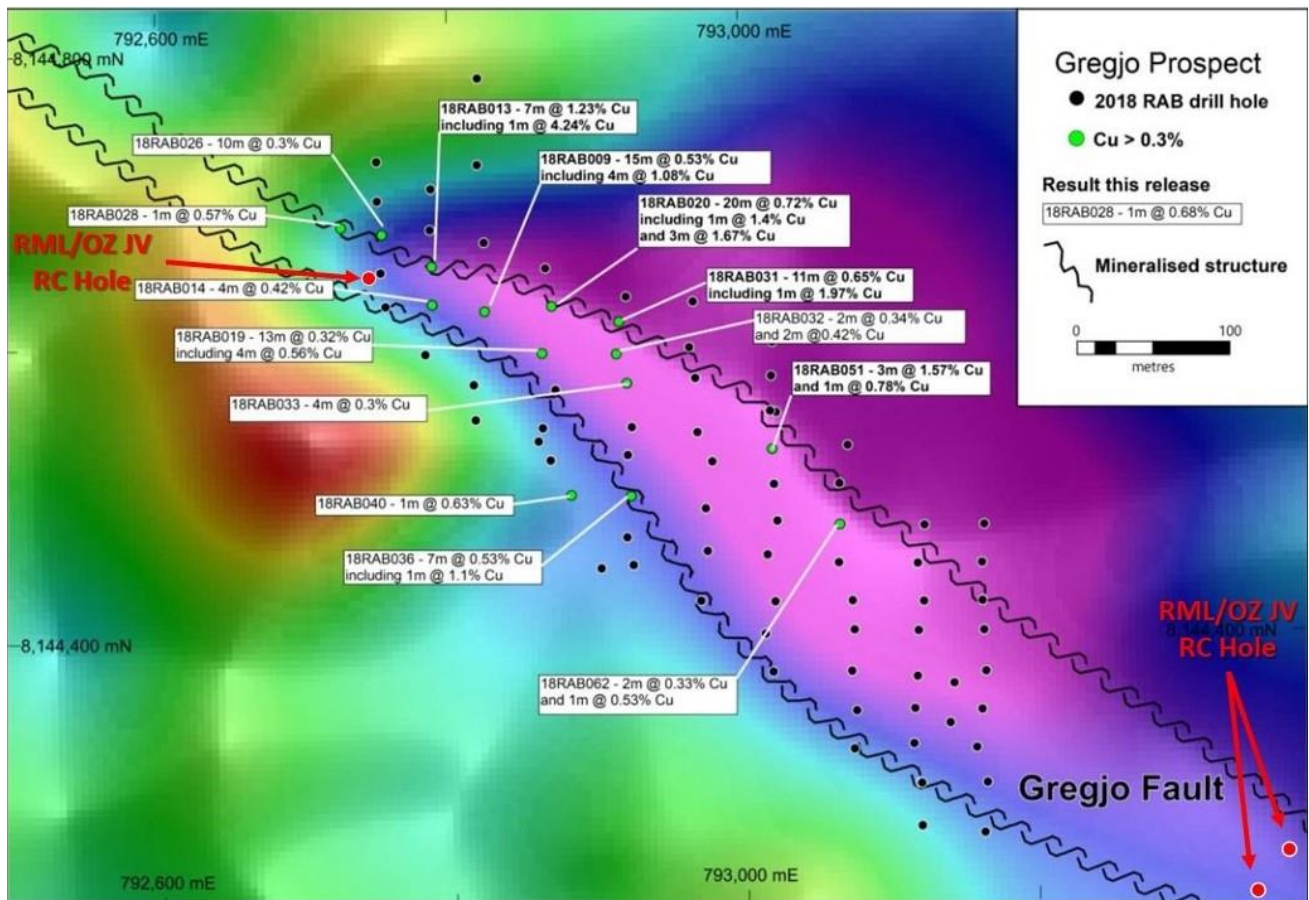 792,600 mE
793,000 mE
8,144,800 mN
18RAB013 - 7m @ 1.23% Cu
including 1m @ 4.24% Cu
18RAB026 - 10m @ 0.3% Cu
18RAB009 - 15m @ 0.53% Cu
including 4m @ 1.08% Cu
18RAB028 - 1m @ 0.57% Cu
18RAB020 - 20m @ 0.72% Cu
including 1m @ 1.4% Cu
and 3m @ 1.67% Cu
RML/OZ JV
RC Hole
18RAB014 - 4m @ 0.42% Cu
18RAB031 - 11m @ 0.65% Cu
including 1m @ 1.97% Cu
18RAB019 - 13m @ 0.32% Cu
including 4m @ 0.56% Cu
18RAB032 - 2m @ 0.34% Cu
and 2m @0.42% Cu
18RAB051 - 3m @ 1.57% Cu
and 1m @ 0.78% Cu
18RAB033 - 4m @ 0.3% Cu
18RAB040 - 1m @ 0.63% Cu
18RAB036 - 7m @ 0.53% Cu
including 1m @ 1.1% Cu
8,144,400 mN
8,144,400 mN
RML/OZ JV
RC Hole
18RAB062 - 2m @ 0.33% Cu
and 1m @ 0.53% Cu
Gregjo Fault
792,600 mE
793,000 mE
Gregjo Prospect
2018 RAB drill hole
Cu > 0.3%
Result this release
18RAB028 - 1m @ 0.68% Cu
Mineralised structure
0 100
metres